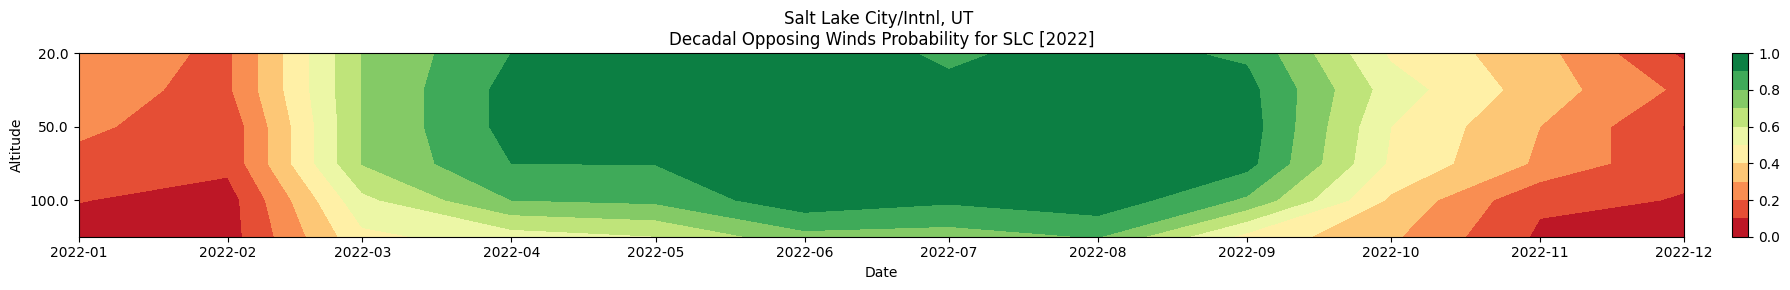 Salt Lake City/Intnl, UT
Decadal Opposing Winds Probability for SLC [2022]
20.0
50.0
100.0
Altitude
2022-01 2022-02 2022-03 2022-04 2022-05 2022-06 2022-07 2022-08 2022-09 2022-10 2022-11 2022-12
Date
1.0
0.8
0.6
0.4
0.2
0.0